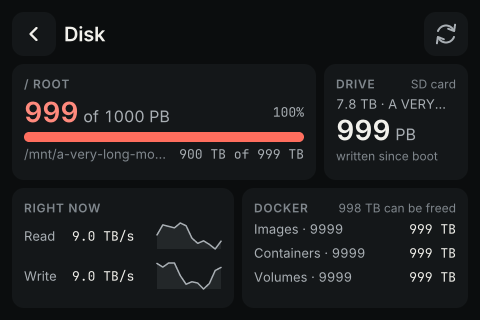 Disk
/ ROOT
999 of 1000 PB 100%
/mnt/a-very-long-mo... 900 TB of 999 TB
DRIVE SD card
7.8 TB · A VERY...
999 PB
written since boot
RIGHT NOW
Read 9.0 TB/s
Write 9.0 TB/s
DOCKER 998 TB can be freed
Images · 9999 999 TB
Containers · 9999 999 TB
Volumes · 9999 999 TB